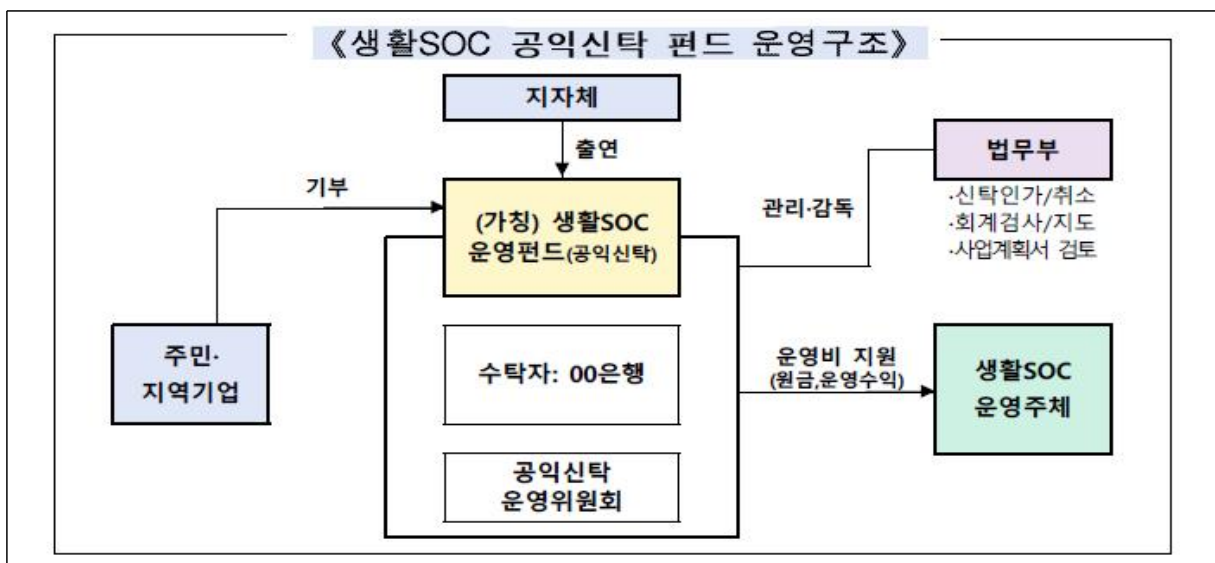 《생활SOC 공익신탁 펀드 운영구조》
지자체
출연
기부
(가칭) 생활SOC
운영펀드(공익신탁)
관리·감독
법무부
·신탁인가/취소
·회계검사/지도
·사업계획서 검토
주민·
지역기업
수탁자: 00은행
운영비 지원
(원금,운영수익)
생활SOC
운영주체
공익신탁
운영위원회